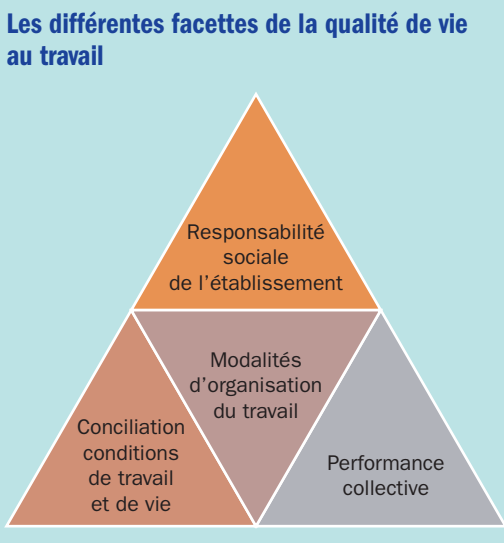 Les différentes facettes de la qualité de vie
au travail
Responsabilité
sociale
de l'établissement
Modalités
d'organisation
du travail
Conciliation
conditions
de travail
et de vie
Performance
collective